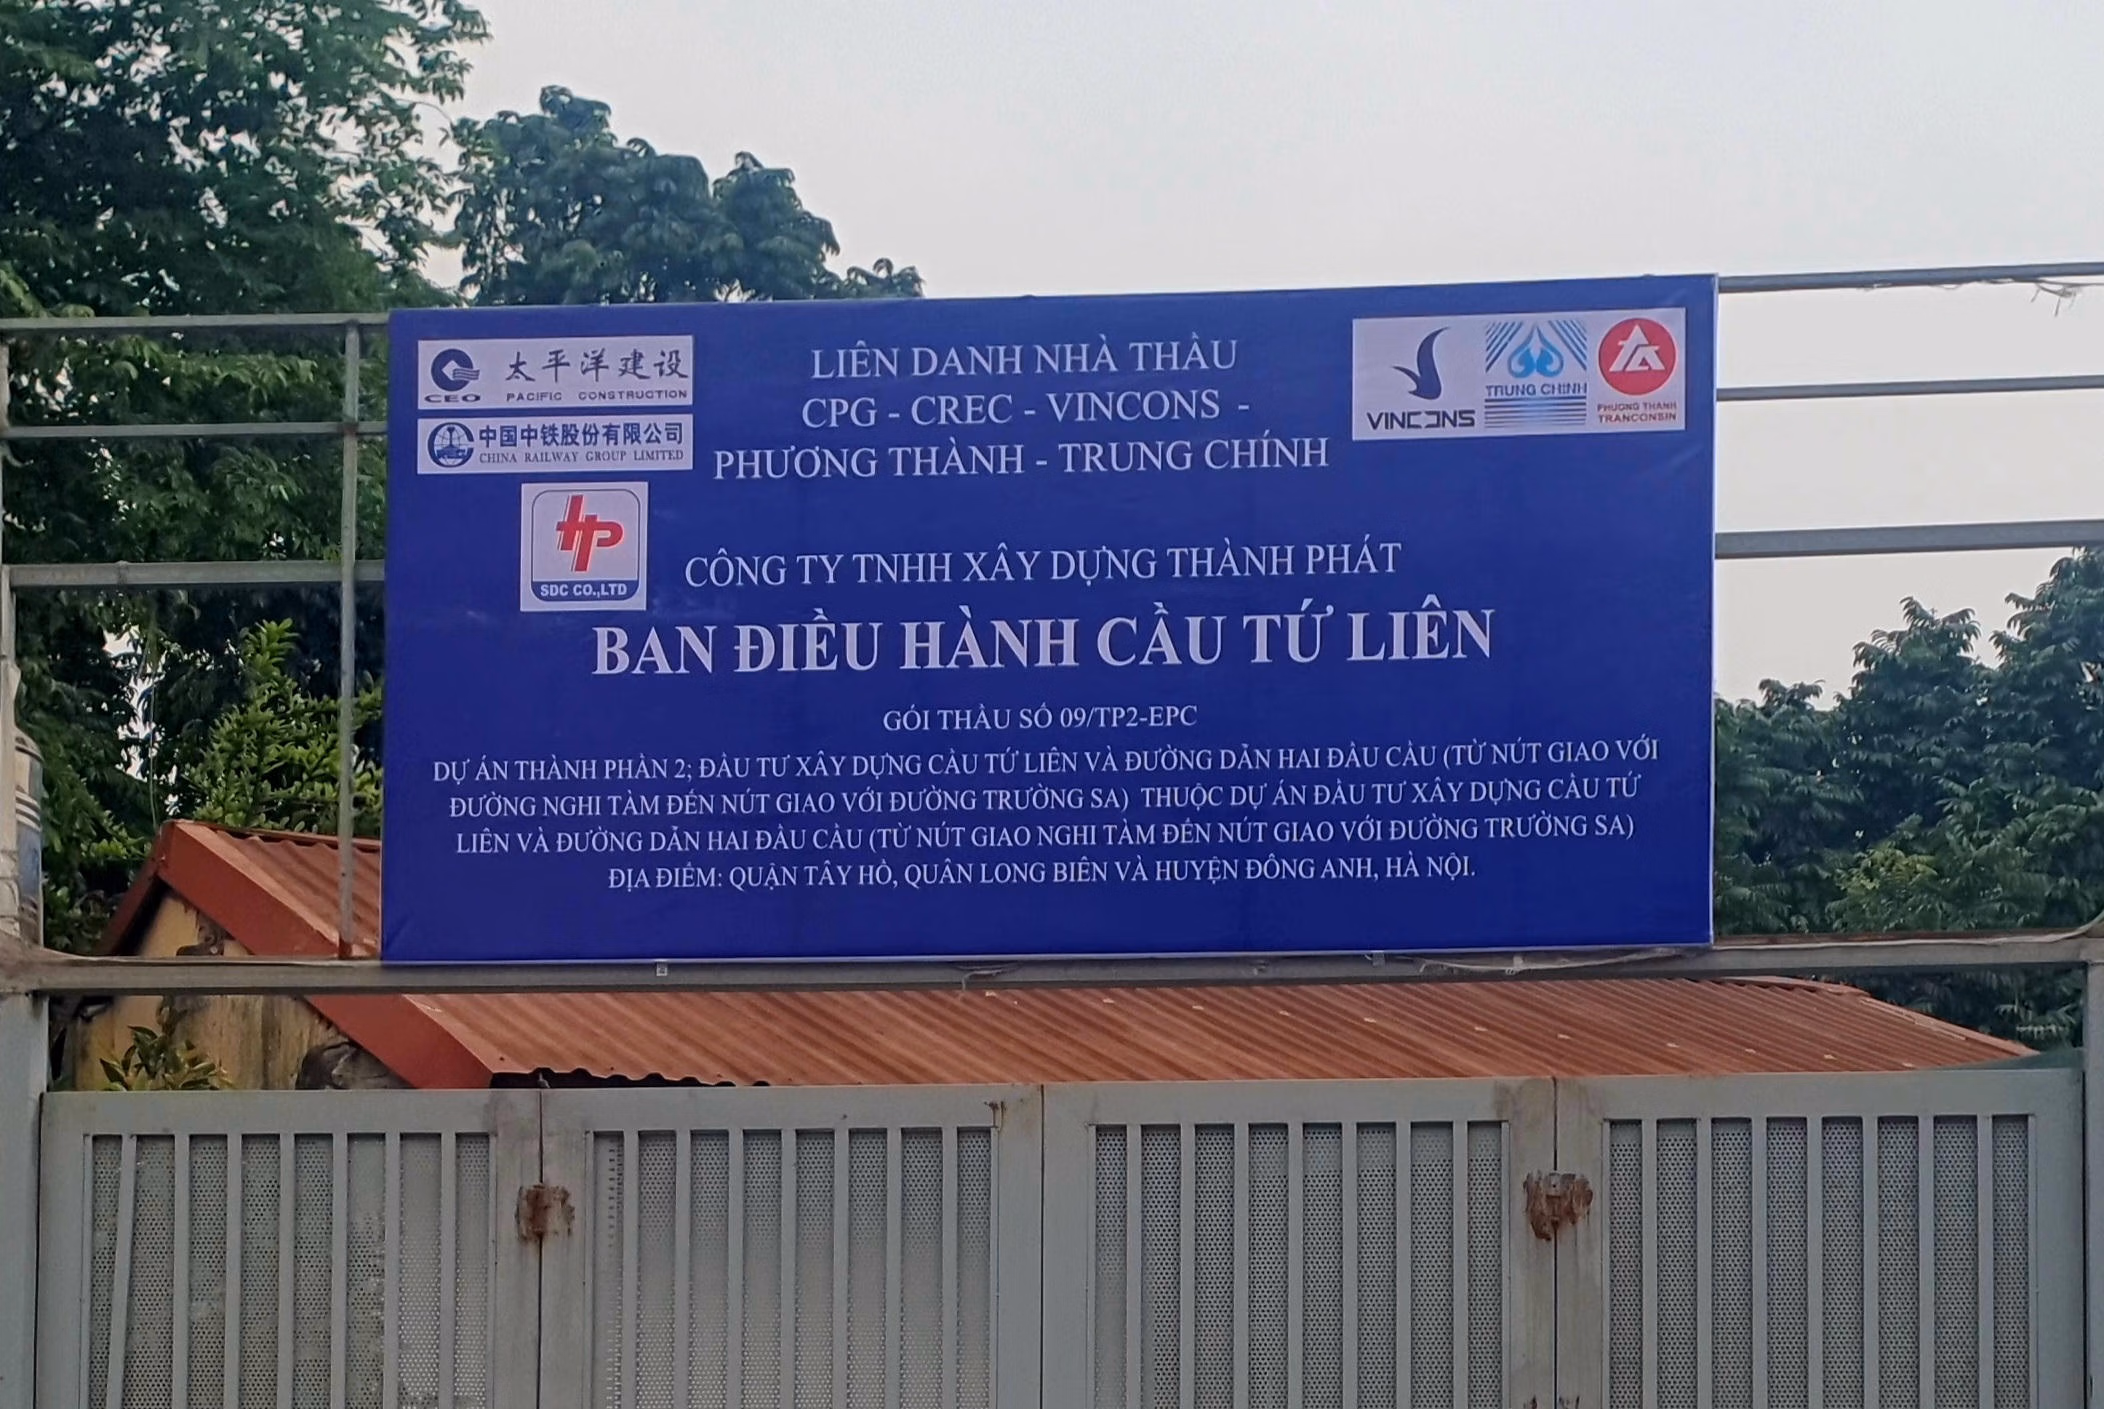 CEO
太平洋建设
PACIFIC CONSTRUCTION
中国中铁股份有限公司
CHINA RAILWAY GROUP LIMITED
LIÊN DANH NHÀ THẦU
CPG - CREC - VINCONS -
PHƯƠNG THÀNH - TRUNG CHÍNH
VINCONS
TRUNG CHINH
PHUONG THANH
TRANCONSIN
SDC CO.,LTD
CÔNG TY TNHH XÂY DỰNG THÀNH PHÁT
BAN ĐIỀU HÀNH CẦU TỨ LIÊN
GÓI THẦU SỐ 09/TP2-EPC
DỰ ÁN THÀNH PHẦN 2; ĐẦU TƯ XÂY DỰNG CẦU TỨ LIÊN VÀ ĐƯỜNG DẪN HAI ĐẦU CẦU (TỪ NÚT GIAO VỚI
ĐƯỜNG NGHI TÀM ĐẾN NÚT GIAO VỚI ĐƯỜNG TRƯỜNG SA) THUỘC DỰ ÁN ĐẦU TƯ XÂY DỰNG CẦU TỨ
LIÊN VÀ ĐƯỜNG DẪN HAI ĐẦU CẦU (TỪ NÚT GIAO NGHI TÀM ĐẾN NÚT GIAO VỚI ĐƯỜNG TRƯỜNG SA)
ĐỊA ĐIỂM: QUẬN TÂY HỒ, QUÂN LONG BIÊN VÀ HUYỆN ĐÔNG ANH, HÀ NỘI.